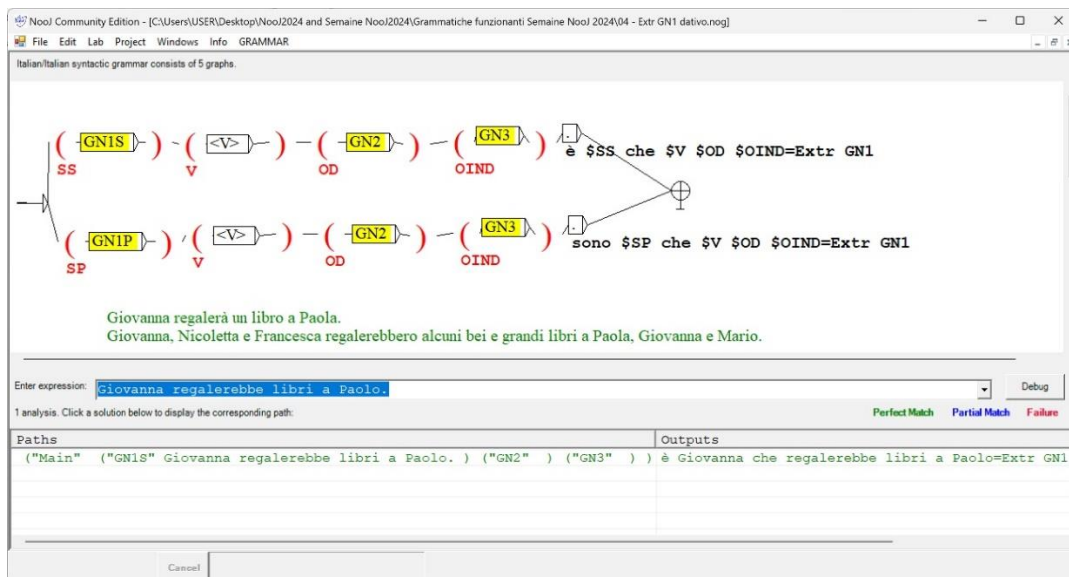 NooJ Community Edition - [C:\Users\USER\Desktop\NooJ2024 and Semaine NooJ2024\Grammatiche funzionanti Semaine NooJ 2024\04 - Extr GN1 dativo.nog]
File Edit Lab Project Windows Info GRAMMAR
Italian/Italian syntactic grammar consists of 5 graphs.
( GN1S ) ( <V> ) ( GN2 ) ( GN3 ) .
SS V OD OIND
è $SS che $V $OD $OIND=Extr GN1
( GN1P ) ( <V> ) ( GN2 ) ( GN3 ) .
SP V OD OIND
sono $SP che $V $OD $OIND=Extr GN1
Giovanna regalerà un libro a Paola.
Giovanna, Nicoletta e Francesca regalerebbero alcuni bei e grandi libri a Paola, Giovanna e Mario.
Enter expression: Giovanna regalerebbe libri a Paolo. Debug
1 analysis. Click a solution below to display the corresponding path: Perfect Match Partial Match Failure
Paths Outputs
("Main" ("GN1S" Giovanna regalerebbe libri a Paolo. ) ("GN2" ) ("GN3" ) ) è Giovanna che regalerebbe libri a Paolo=Extr GN1
Cancel